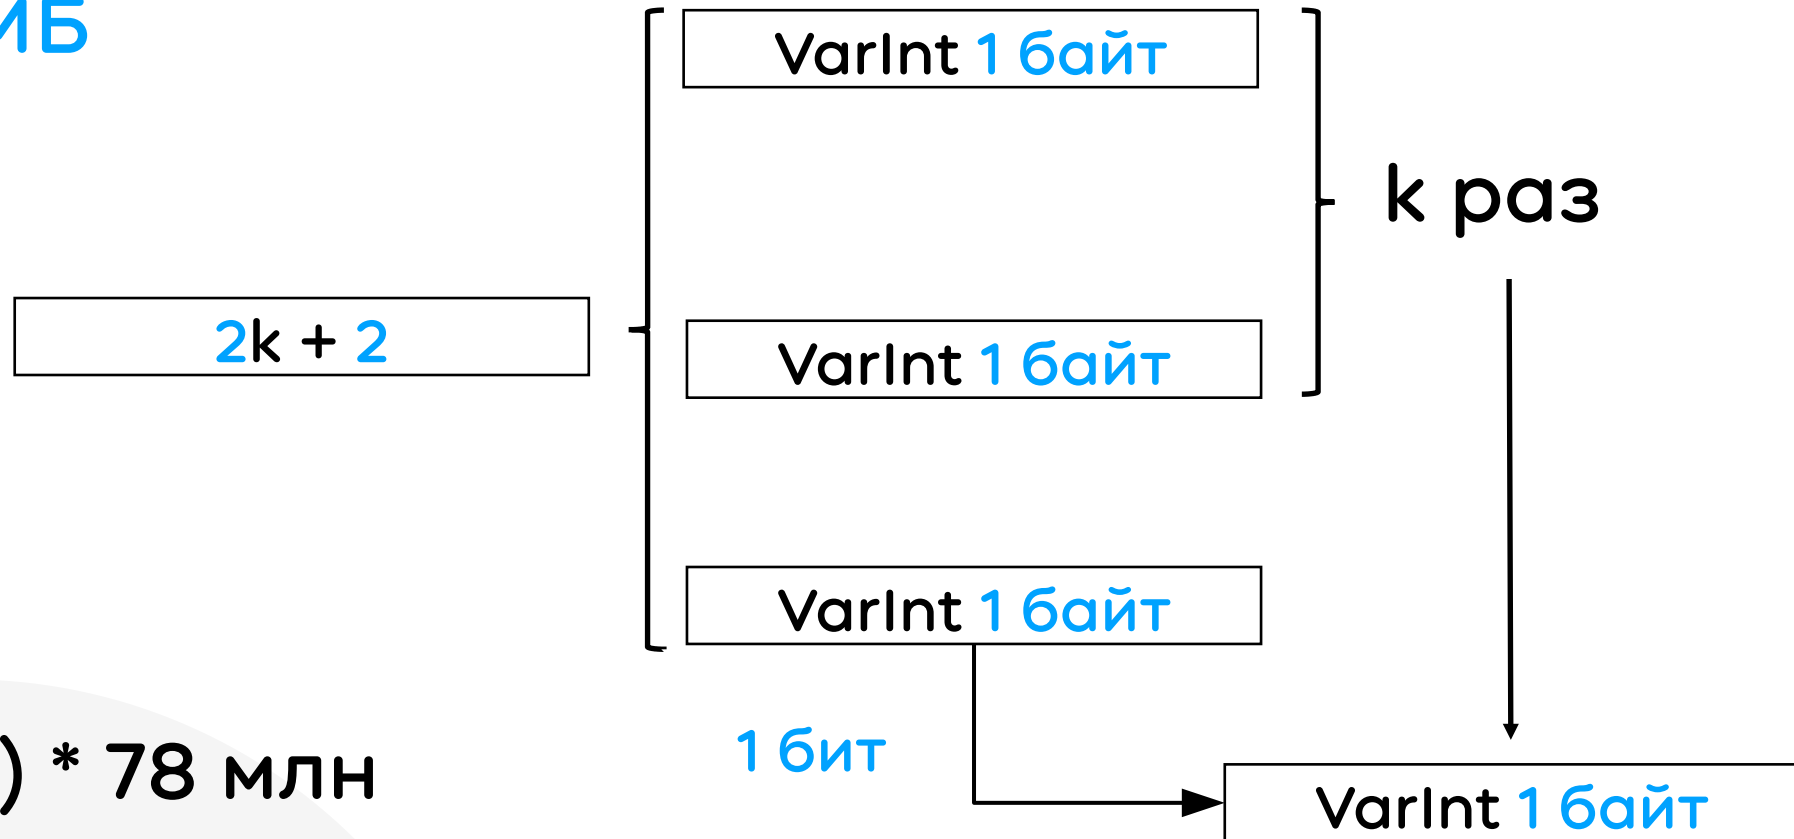 МБ
VarInt 1 байт
k раз
2k + 2
VarInt 1 байт
VarInt 1 байт
1 бит
) * 78 млн
VarInt 1 байт